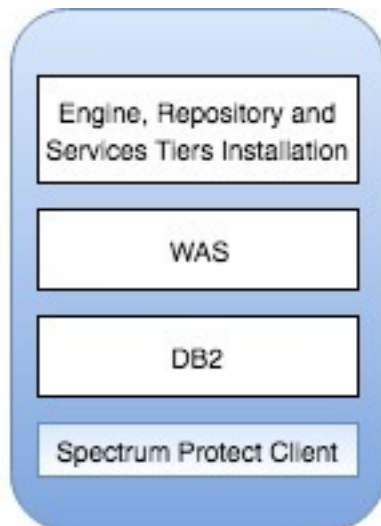 Engine, Repository and
Services Tiers Installation
WAS
DB2
Spectrum Protect Client